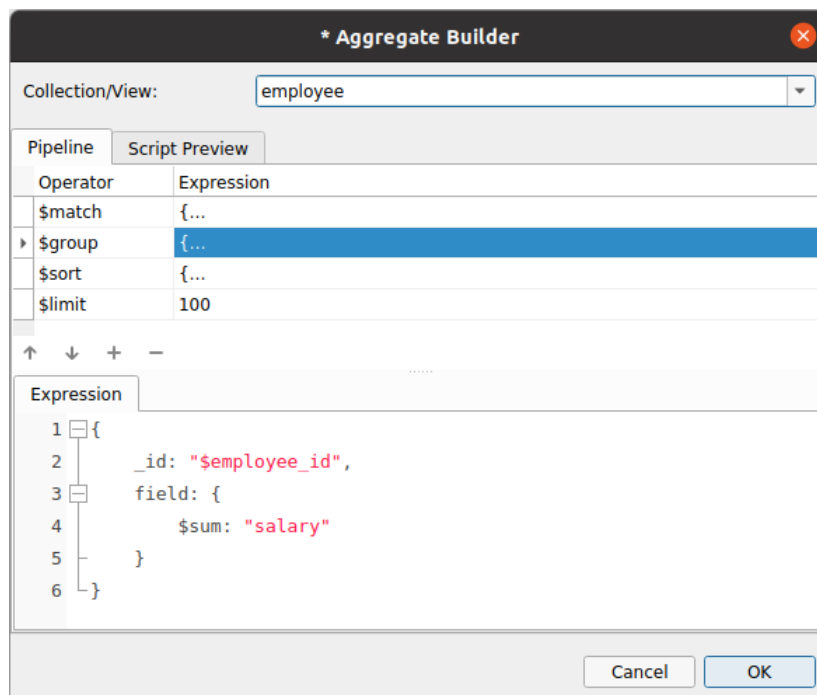 * Aggregate Builder
Collection/View: employee
Pipeline Script Preview
Operator Expression
$match {...
$group {...
$sort {...
$limit 100
Expression
1 {
2 _id: "$employee_id",
3 field: {
4 $sum: "salary"
5 }
6 }
Cancel OK